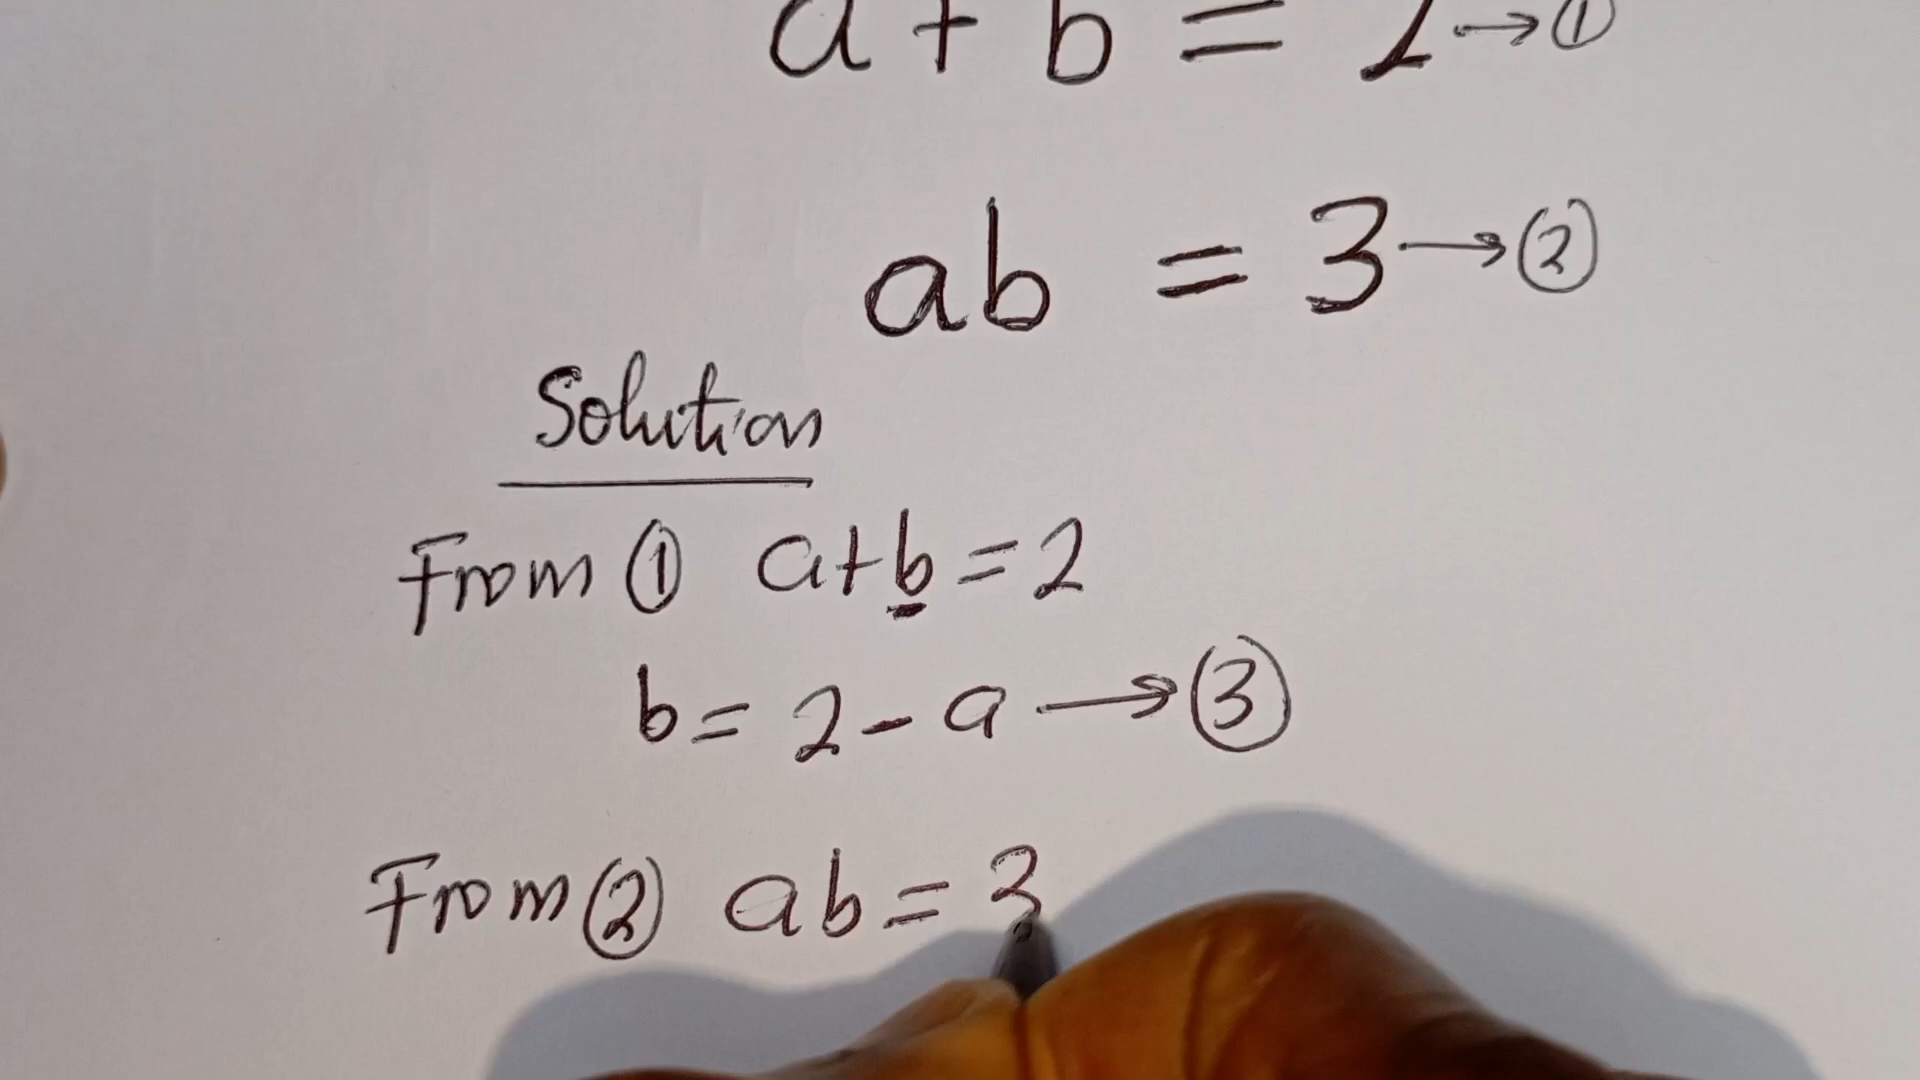 a + b = 2 → ①
ab = 3 → ②
Solution
From ① a+b=2
b= 2 - a → ③
From ② ab= 3